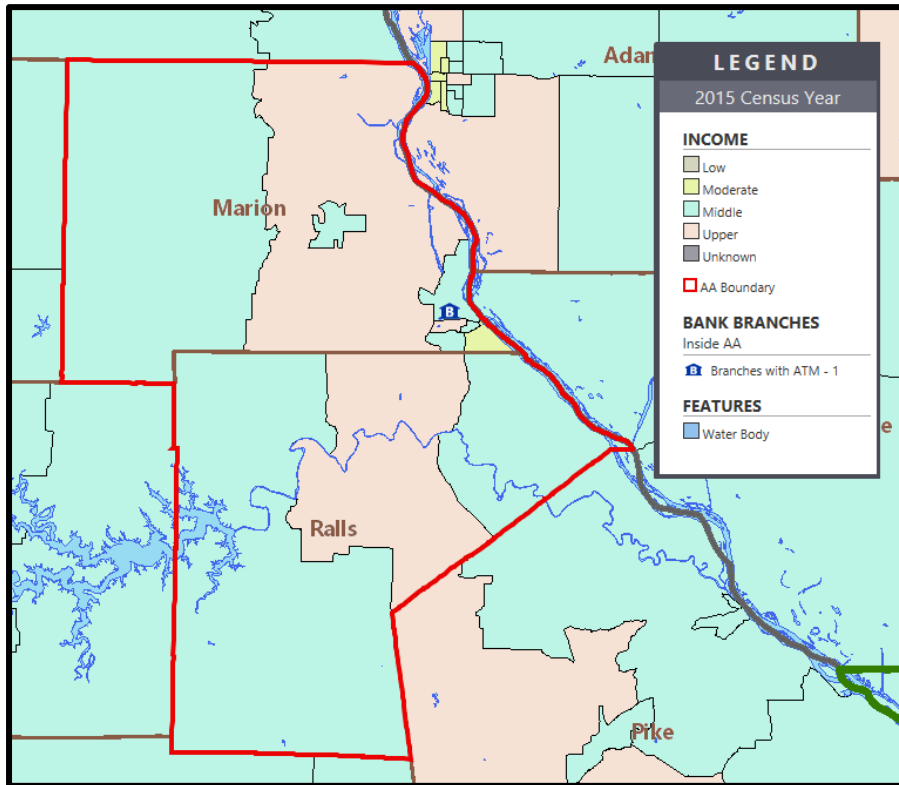 Adam
Marion
Ralls
Pike
e
LEGEND
2015 Census Year
INCOME
Low
Moderate
Middle
Upper
Unknown
AA Boundary
BANK BRANCHES
Inside AA
B Branches with ATM - 1
FEATURES
Water Body
B